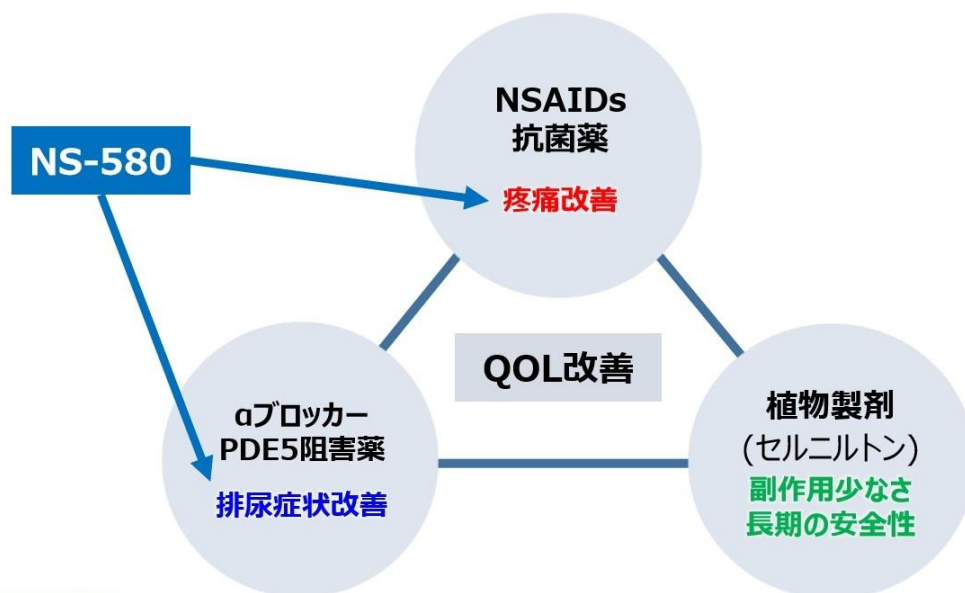 NSAIDs
抗菌薬
疼痛改善
NS-580
QOL改善
αブロッカー
PDE5阻害薬
排尿症状改善
植物製剤
(セルニルトン)
副作用少なさ
長期の安全性